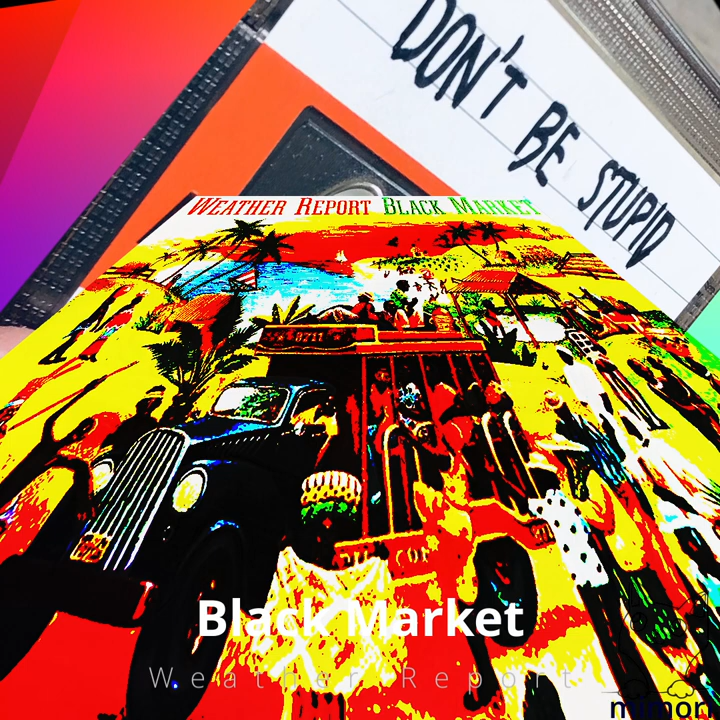 DON'T BE STUPID
WEATHER REPORT BLACK MARKET
Black Market
Weather Report